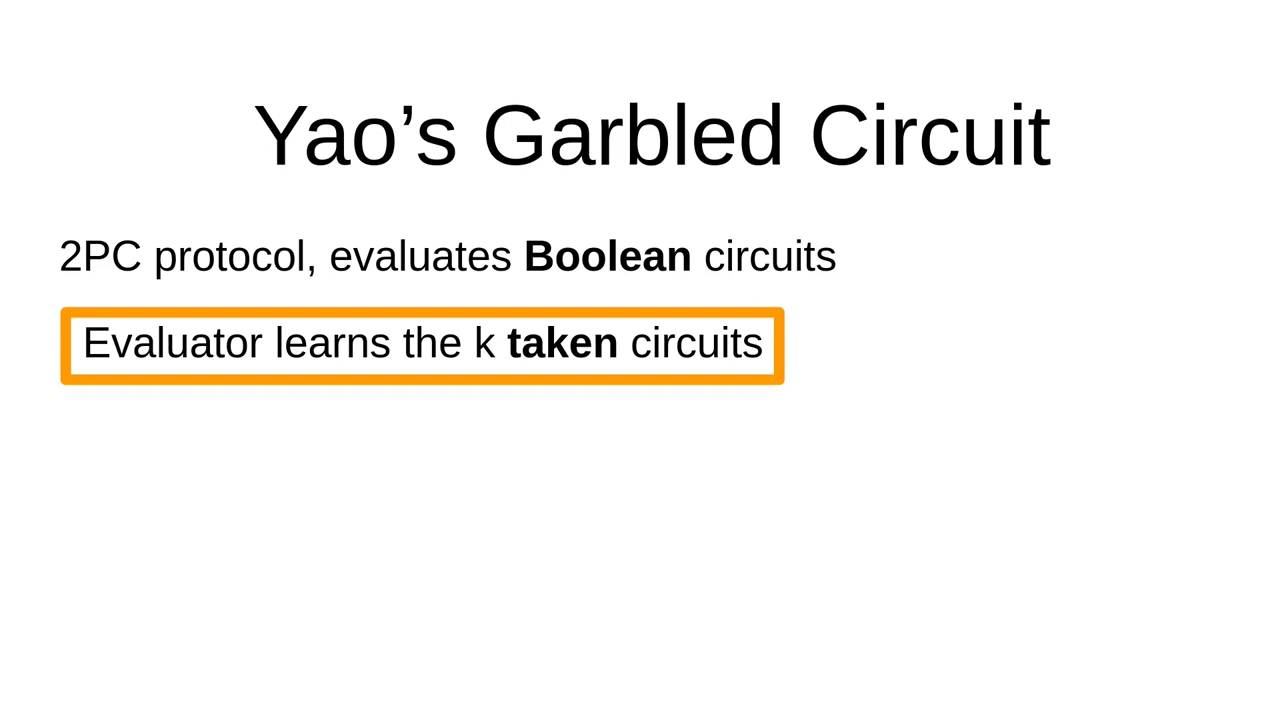 Yao’s Garbled Circuit
2PC protocol, evaluates Boolean circuits
Evaluator learns the k taken circuits